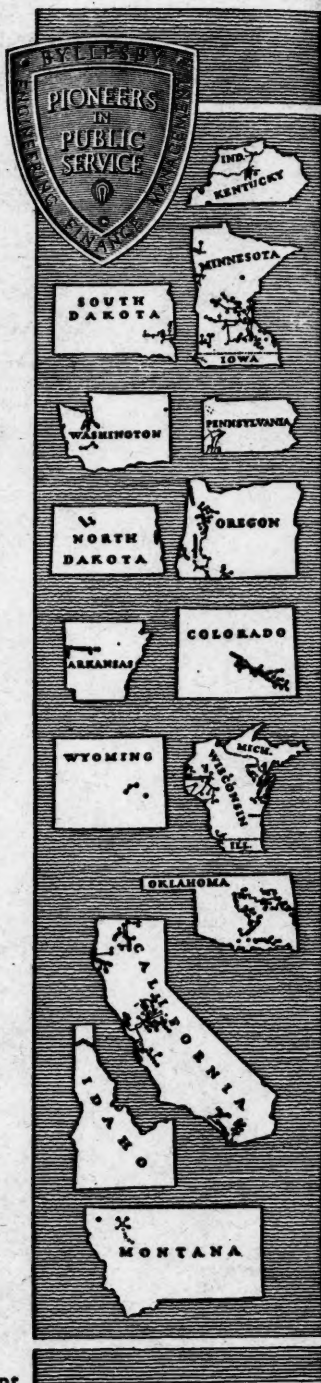 BYLLESBY
ENGINEERING FINANCE MANAGEMENT
PIONEERS
IN
PUBLIC
SERVICE
IND.
KENTUCKY
MINNESOTA
IOWA
SOUTH
DAKOTA
WASHINGTON
PENNSYLVANIA
NORTH
DAKOTA
OREGON
ARKANSAS
COLORADO
WYOMING
MICH.
WISCONSIN
ILL.
OKLAHOMA
CALIFORNIA
IDAHO
MONTANA